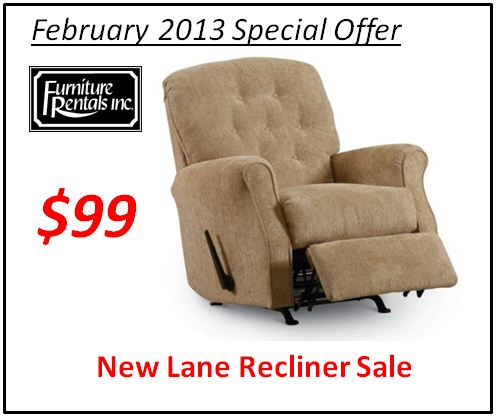 February 2013 Special Offer
Furniture
Rentals inc.
$99
New Lane Recliner Sale